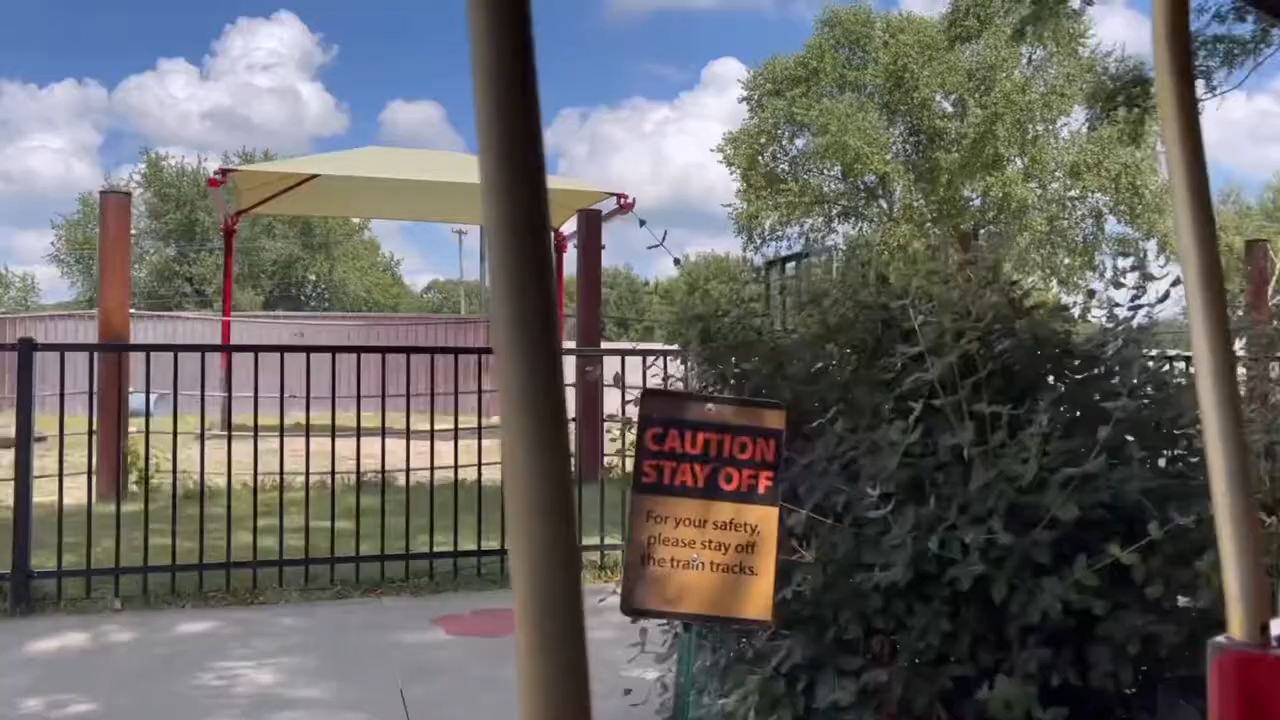 CAUTION
STAY OFF
For your safety,
please stay off
the train tracks.